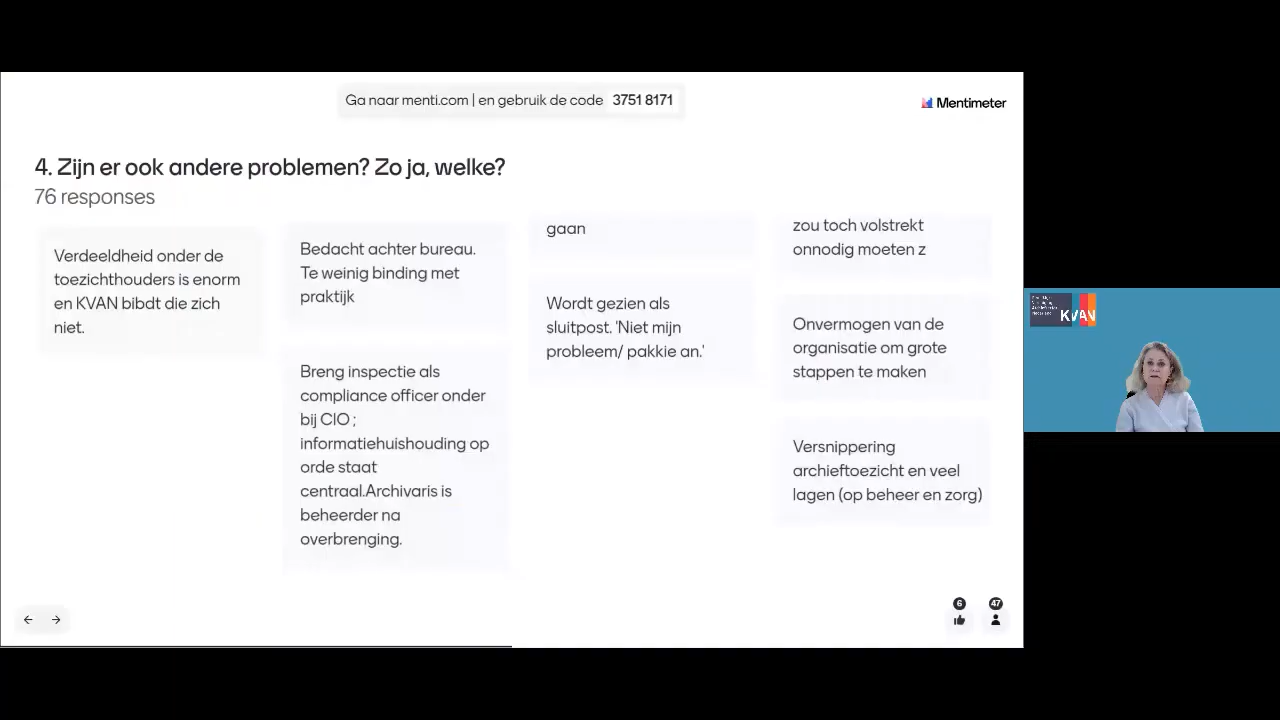 Ga naar menti.com | en gebruik de code 3751 8171
Mentimeter
4. Zijn er ook andere problemen? Zo ja, welke?
76 responses
Verdeeldheid onder de
toezichthouders is enorm
en KVAN bibdt die zich
niet.
Bedacht achter bureau.
Te weinig binding met
praktijk
Breng inspectie als
compliance officer onder
bij CIO ;
informatiehuishouding op
orde staat
centraal.Archivaris is
beheerder na
overbrenging.
gaan
Wordt gezien als
sluitpost. 'Niet mijn
probleem/ pakkie an.'
zou toch volstrekt
onnodig moeten z
Onvermogen van de
organisatie om grote
stappen te maken
Versnippering
archieftoezicht en veel
lagen (op beheer en zorg)
6
47
KVAN